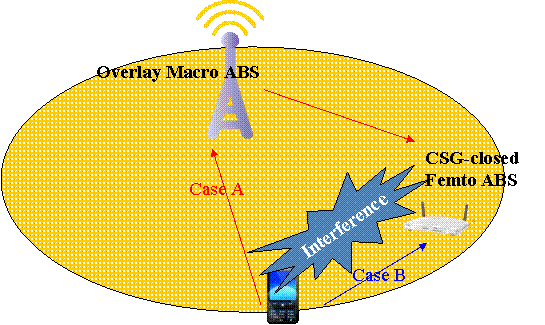 Overlay Macro ABS
CSG-closed
Femto ABS
Case A
Interference
Case B